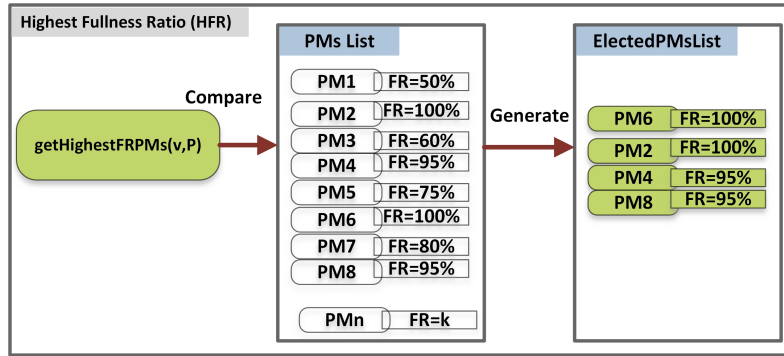 Highest Fullness Ratio (HFR)
getHighestFRPMs(v,P)
Compare
PMs List
PM1 FR=50%
PM2 FR=100%
PM3 FR=60%
PM4 FR=95%
PM5 FR=75%
PM6 FR=100%
PM7 FR=80%
PM8 FR=95%
PMn FR=k
Generate
ElectedPMsList
PM6 FR=100%
PM2 FR=100%
PM4 FR=95%
PM8 FR=95%